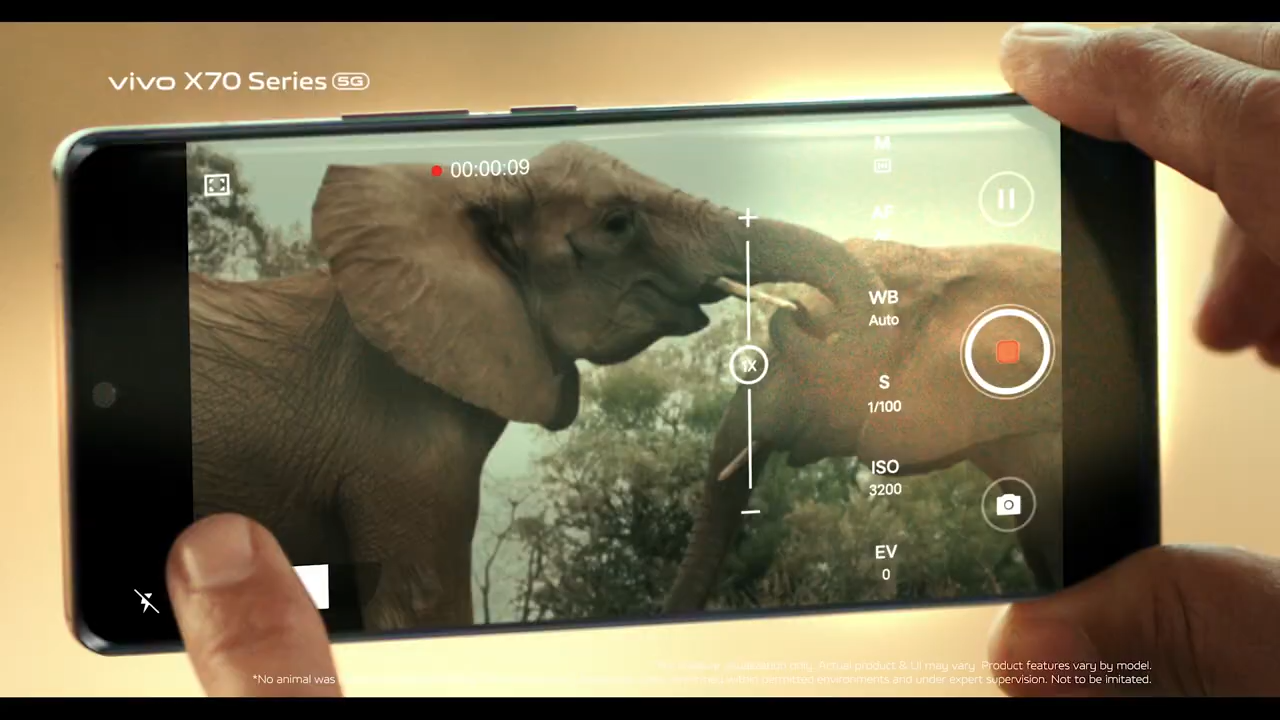 vivo X70 Series 5G
00:00:09
M
AF
WB
Auto
1X
S
1/100
ISO
3200
EV
0
only. Actual product & UI may vary. Product features vary by model.
*No animal was
permitted environments and under expert supervision. Not to be imitated.